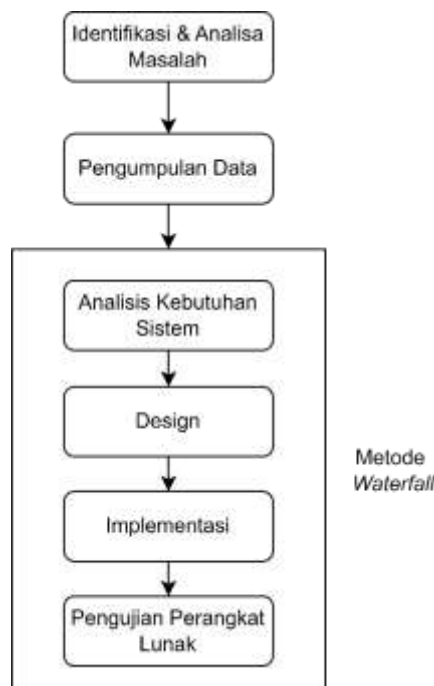 Identifikasi & Analisa
Masalah
Pengumpulan Data
Analisis Kebutuhan
Sistem
Design
Implementasi
Pengujian Perangkat
Lunak
Metode
Waterfall